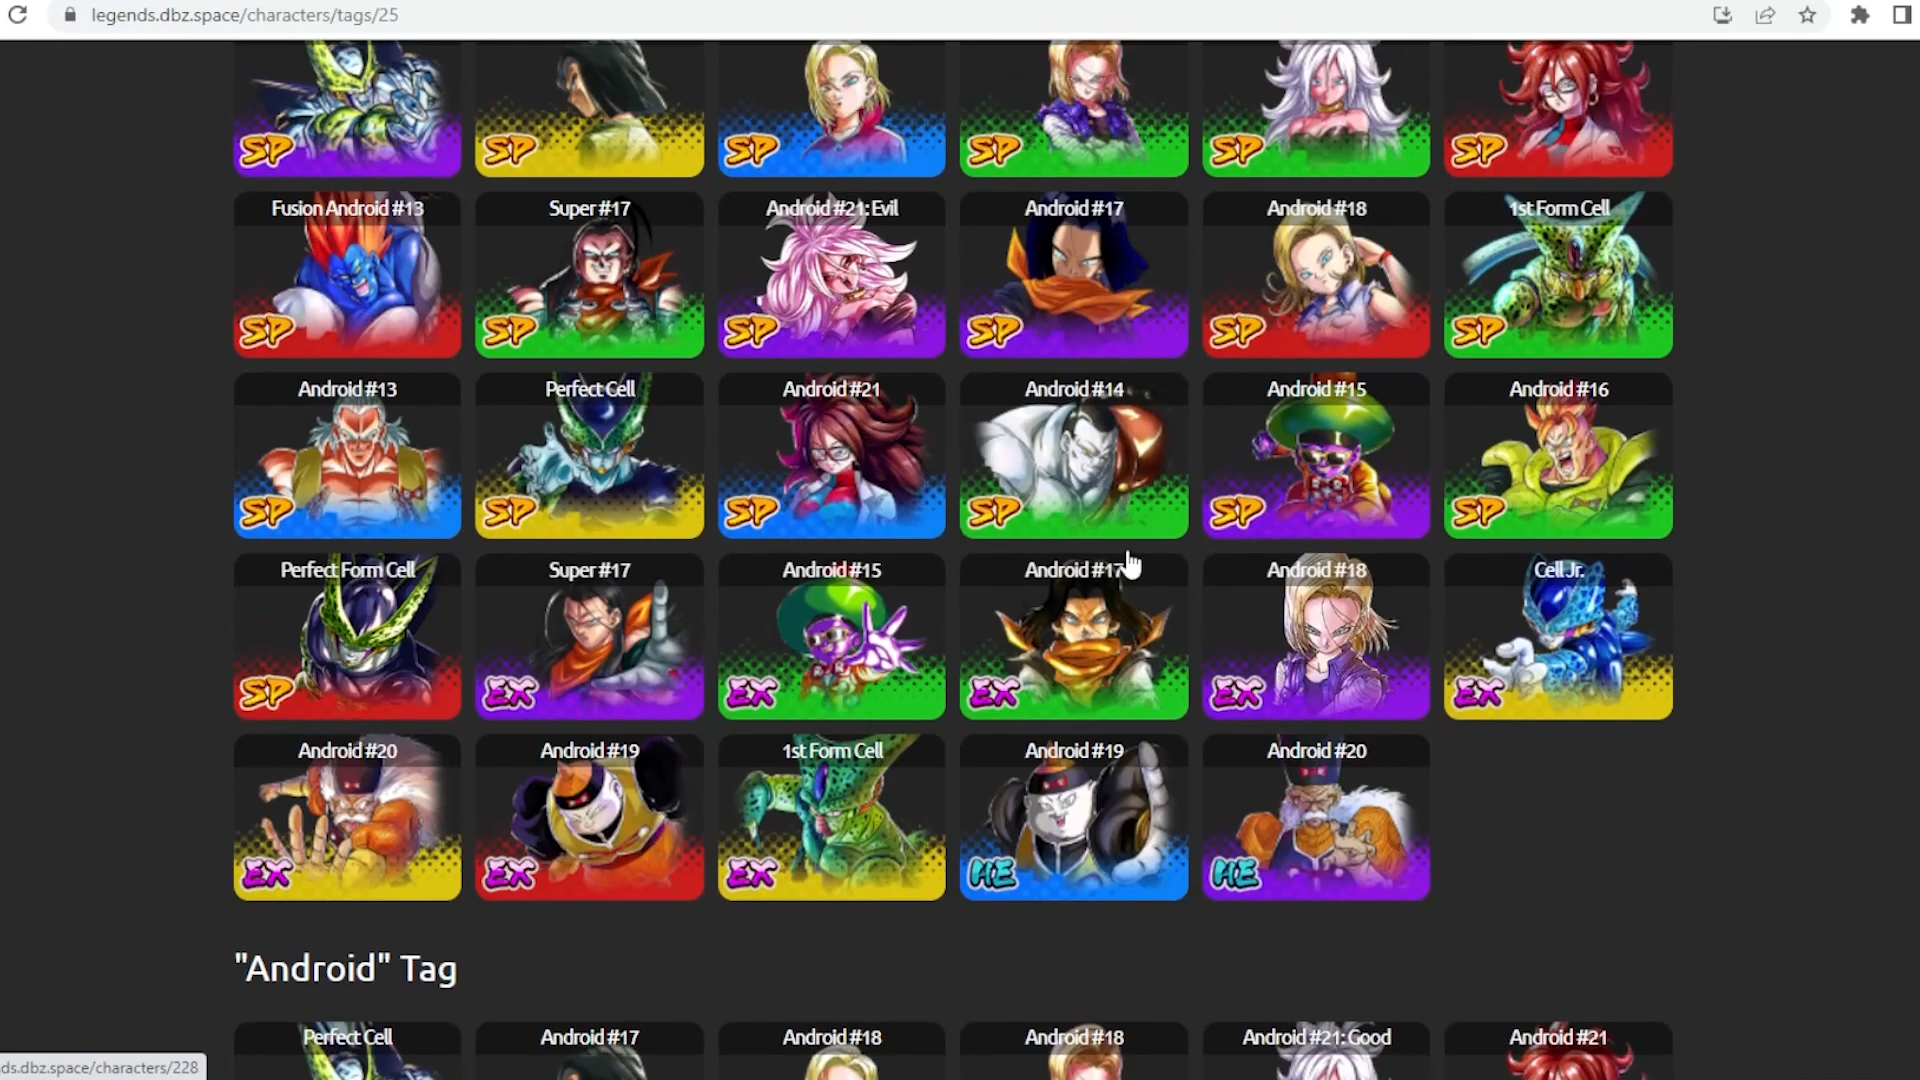 legends.dbz.space/characters/tags/25
SP SP SP SP SP SP
Fusion Android #13 Super #17 Android #21: Evil Android #17 Android #18 1st Form Cell
SP SP SP SP SP SP
Android #13 Perfect Cell Android #21 Android #14 Android #15 Android #16
SP SP SP SP SP SP
Perfect Form Cell Super #17 Android #15 Android #17 Android #18 Cell Jr.
SP EX EX EX EX EX
Android #20 Android #19 1st Form Cell Android #19 Android #20
EX EX EX HE HE
"Android" Tag
Perfect Cell Android #17 Android #18 Android #18 Android #21: Good Android #21
ds.dbz.space/characters/228